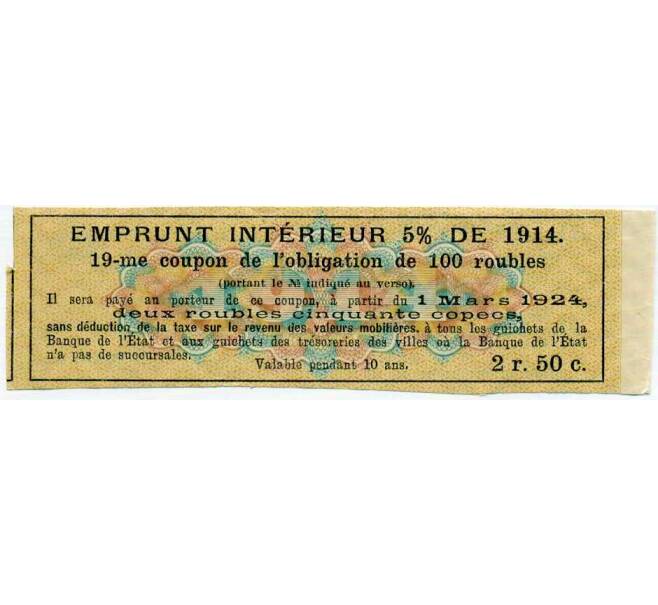 EMPRUNT INTÉRIEUR 5% DE 1914.
19-me coupon de l'obligation de 100 roubles
(portant le № indiqué au verso).
Il sera payé au porteur de ce coupon, à partir du 1 Mars 1924,
deux roubles cinquante copecs,
sans déduction de la taxe sur le revenu des valeurs mobilières. à tous les guichets de la
Banque de l'État et aux guichets des trésoreries des villes où la Banque de l'État
n'a pas de succursales.
Valable pendant 10 ans.
2 r. 50 c.